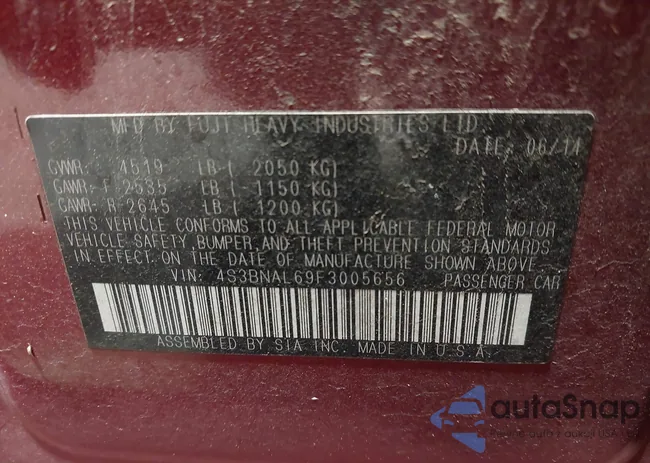 MFD BY FUJI HEAVY INDUSTRIES LTD.
DATE: 06/14
GVWR: 4519 LB ( 2050 KG)
GAWR: F 2535 LB ( 1150 KG)
GAWR: R 2645 LB ( 1200 KG)
THIS VEHICLE CONFORMS TO ALL APPLICABLE FEDERAL MOTOR
VEHICLE SAFETY, BUMPER, AND THEFT PREVENTION STANDARDS
IN EFFECT ON THE DATE OF MANUFACTURE SHOWN ABOVE.
VIN: 4S3BNAL69F3005656 PASSENGER CAR
ASSEMBLED BY SIA INC. MADE IN U.S.A.
autaSnap